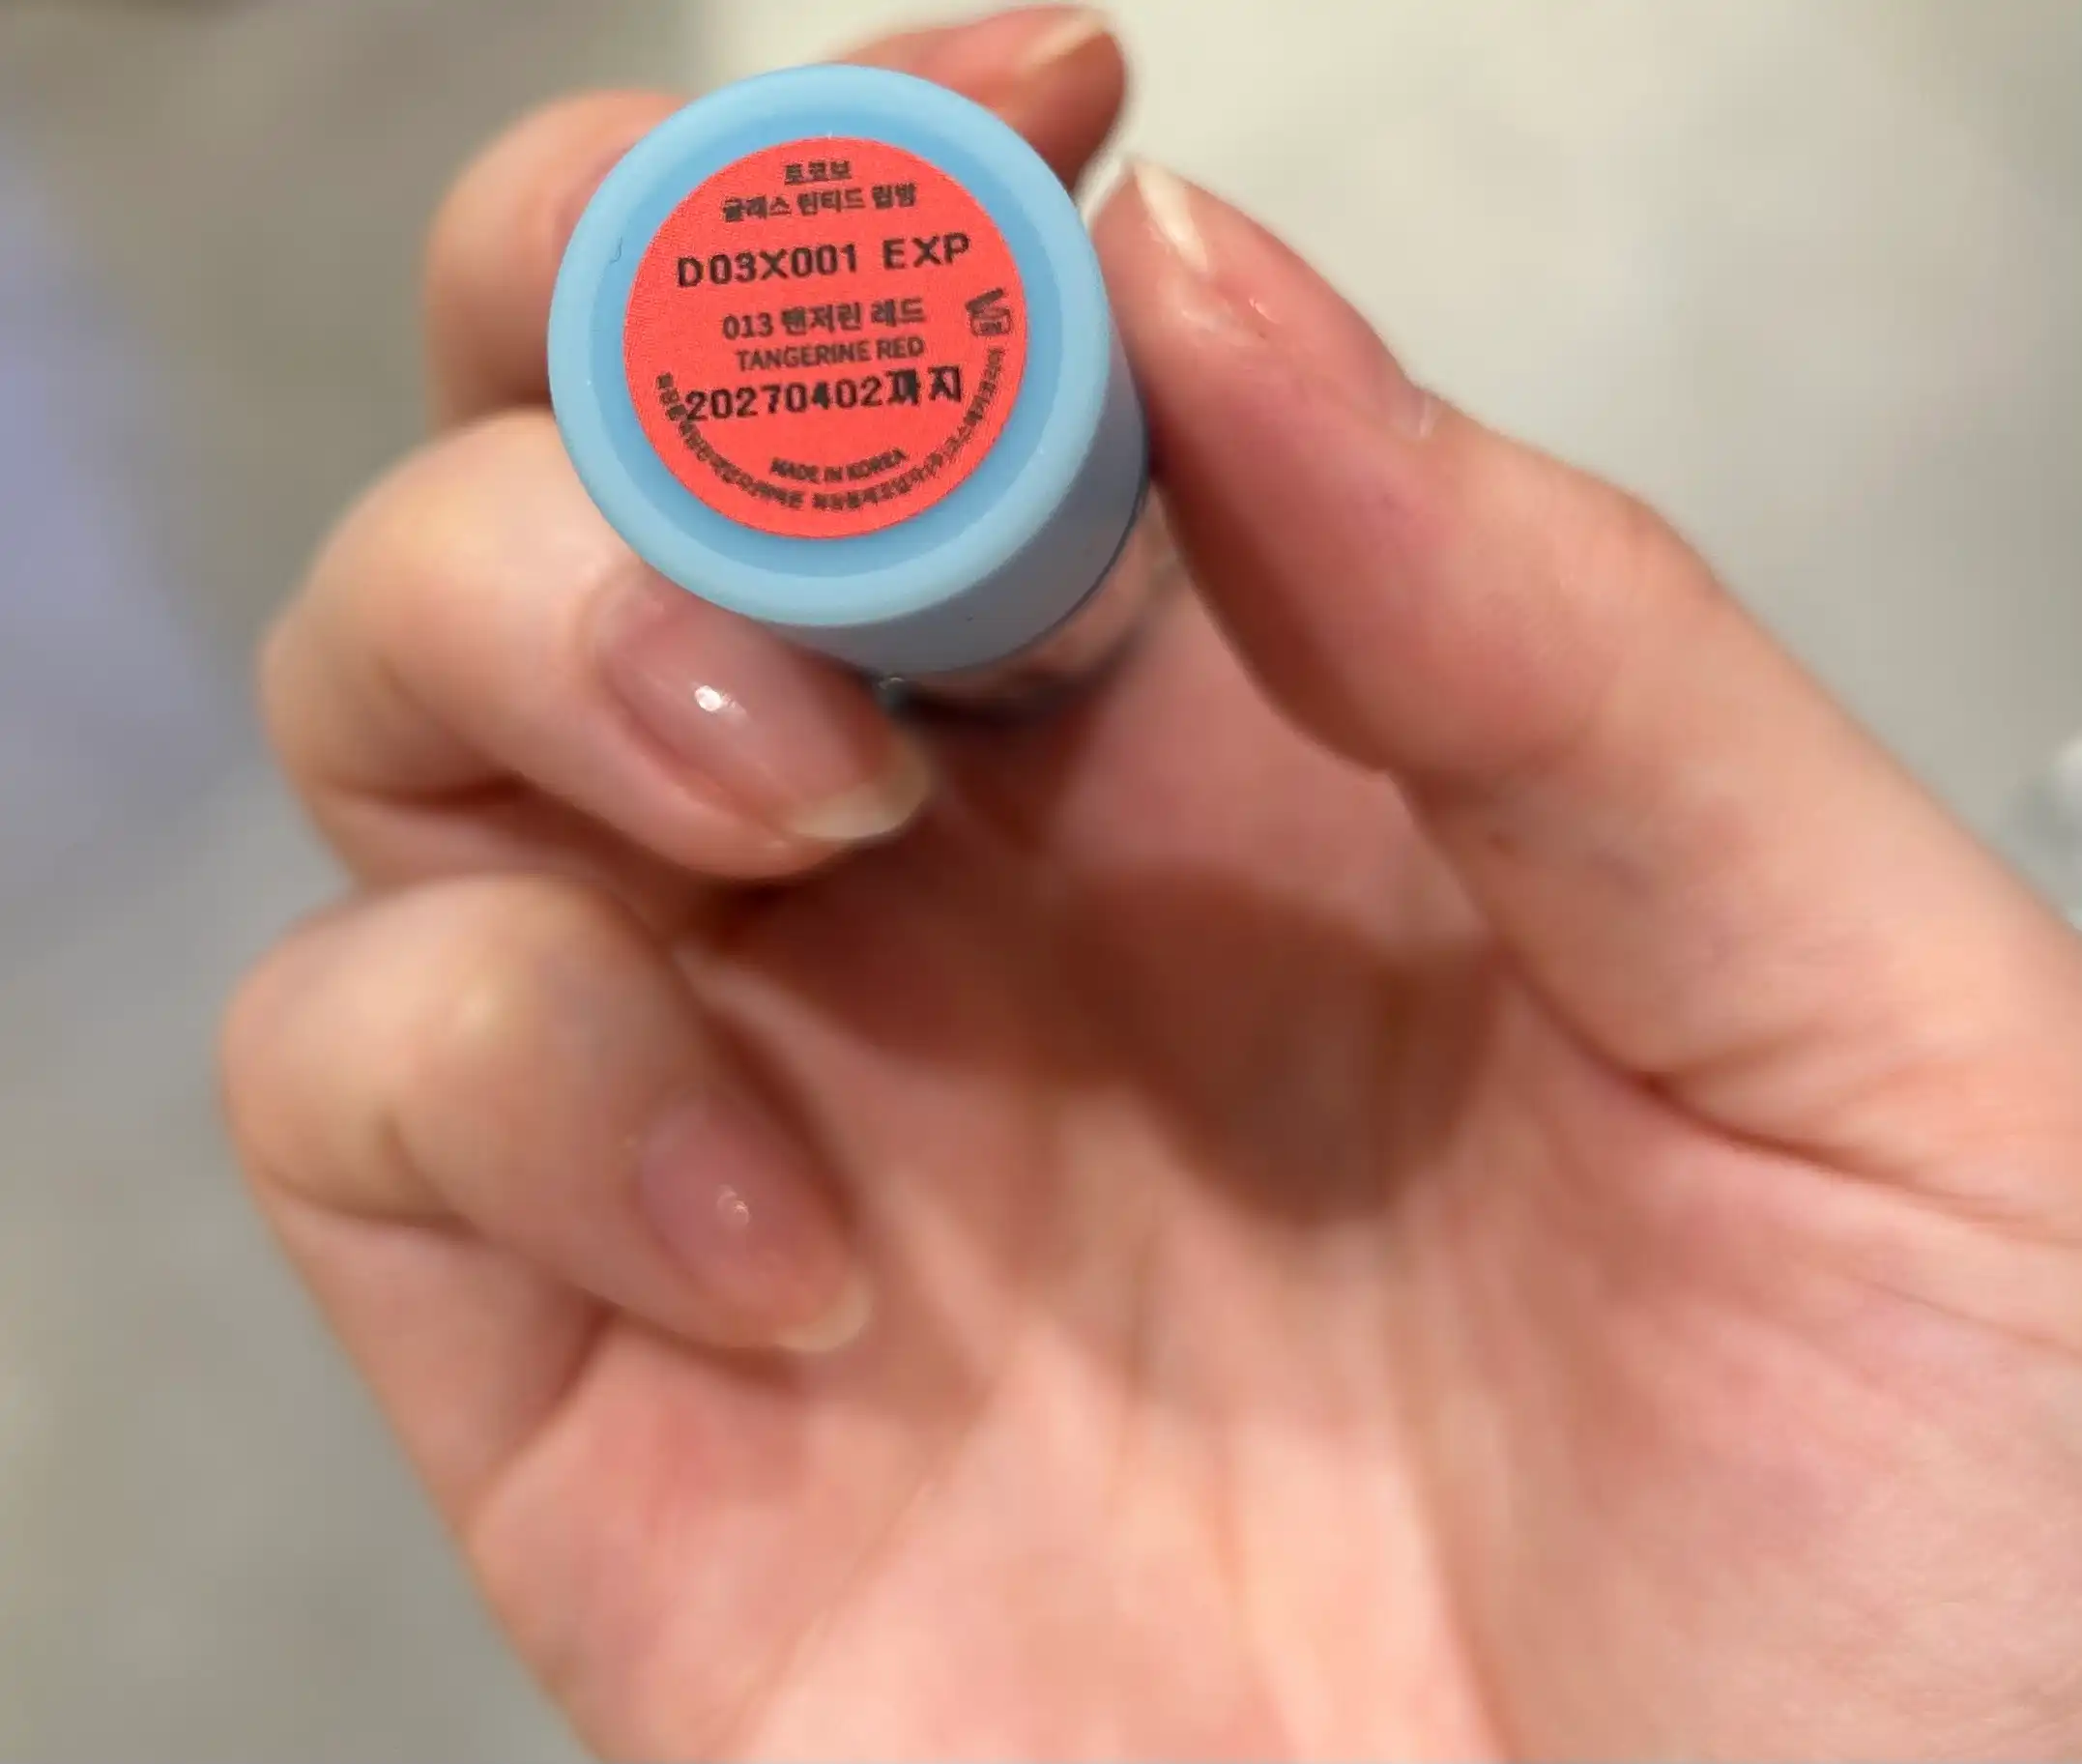 토코보
글래스 틴티드 립밤
D03X001 EXP
013 탠저린 레드
TANGERINE RED
20270402까지
MADE IN KOREA